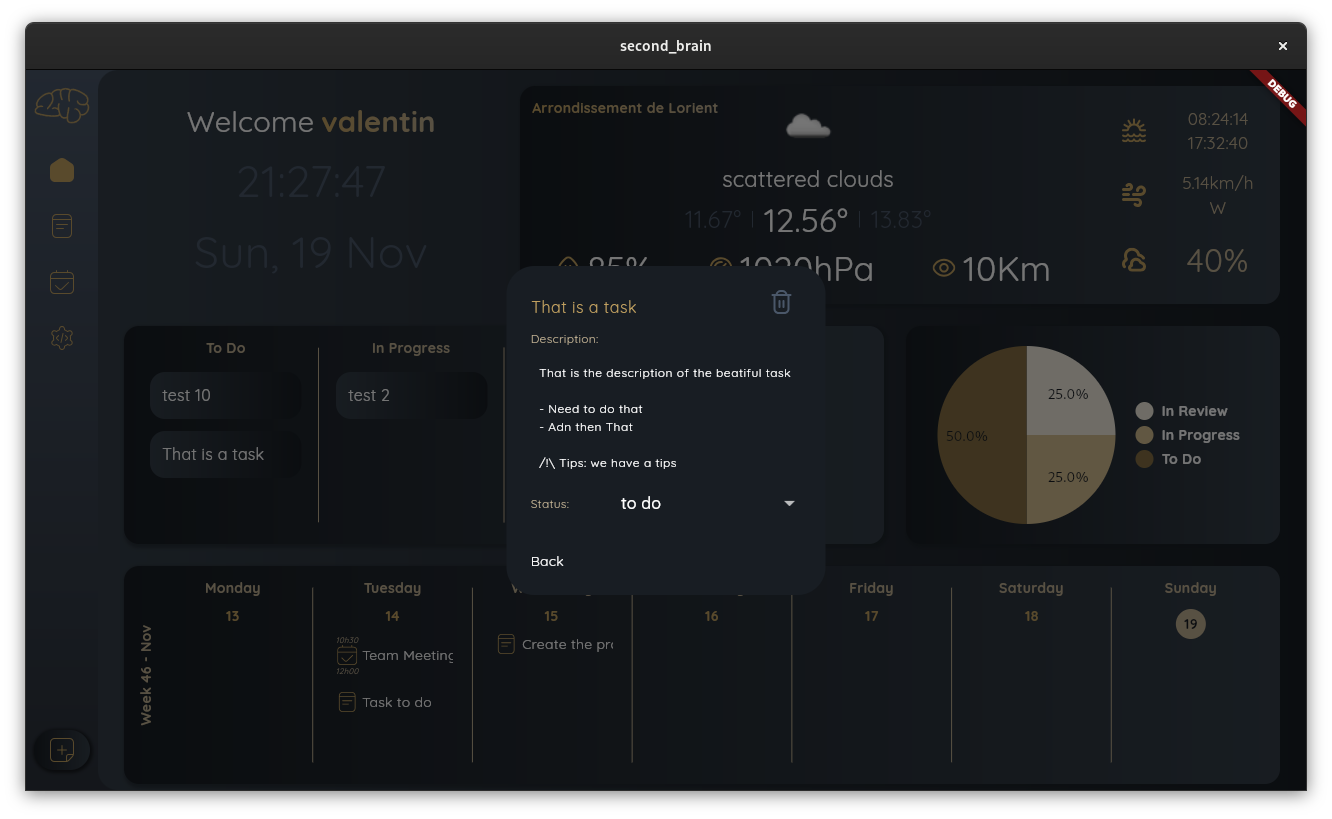 second_brain
DEBUG
Welcome valentin
21:27:47
Sun, 19 Nov
Arrondissement de Lorient
scattered clouds
11.67° | 12.56° | 13.83°
10Km
08:24:14
17:32:40
5.14km/h
W
40%
To Do
test 10
That is a task
In Progress
test 2
That is a task
Description:
That is the description of the beatiful task
- Need to do that
- Adn then That
/!\ Tips: we have a tips
Status: to do
Back
25.0%
50.0%
25.0%
In Review
In Progress
To Do
Week 46 - Nov
Monday
13
Tuesday
14
10h30
Team Meeting
12h00
Task to do
15
Create the pro
16
Friday
17
Saturday
18
Sunday
19